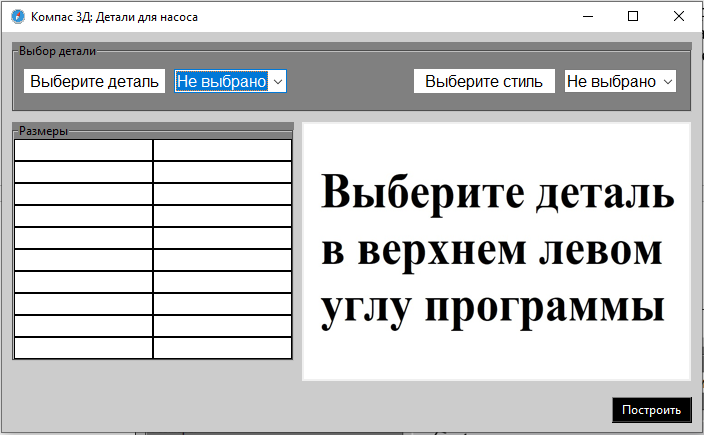 Компас 3Д: Детали для насоса
Выбор детали
Выберите деталь Не выбрано Выберите стиль Не выбрано
Размеры
Выберите деталь
в верхнем левом
углу программы
Построить